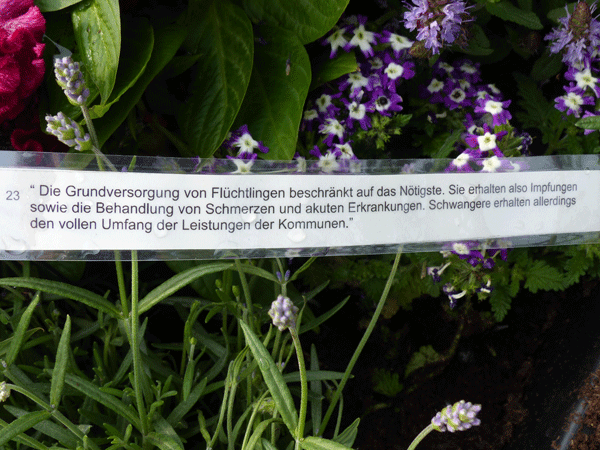 23 “ Die Grundversorgung von Flüchtlingen beschränkt auf das Nötigste. Sie erhalten also Impfungen
sowie die Behandlung von Schmerzen und akuten Erkrankungen. Schwangere erhalten allerdings
den vollen Umfang der Leistungen der Kommunen.”